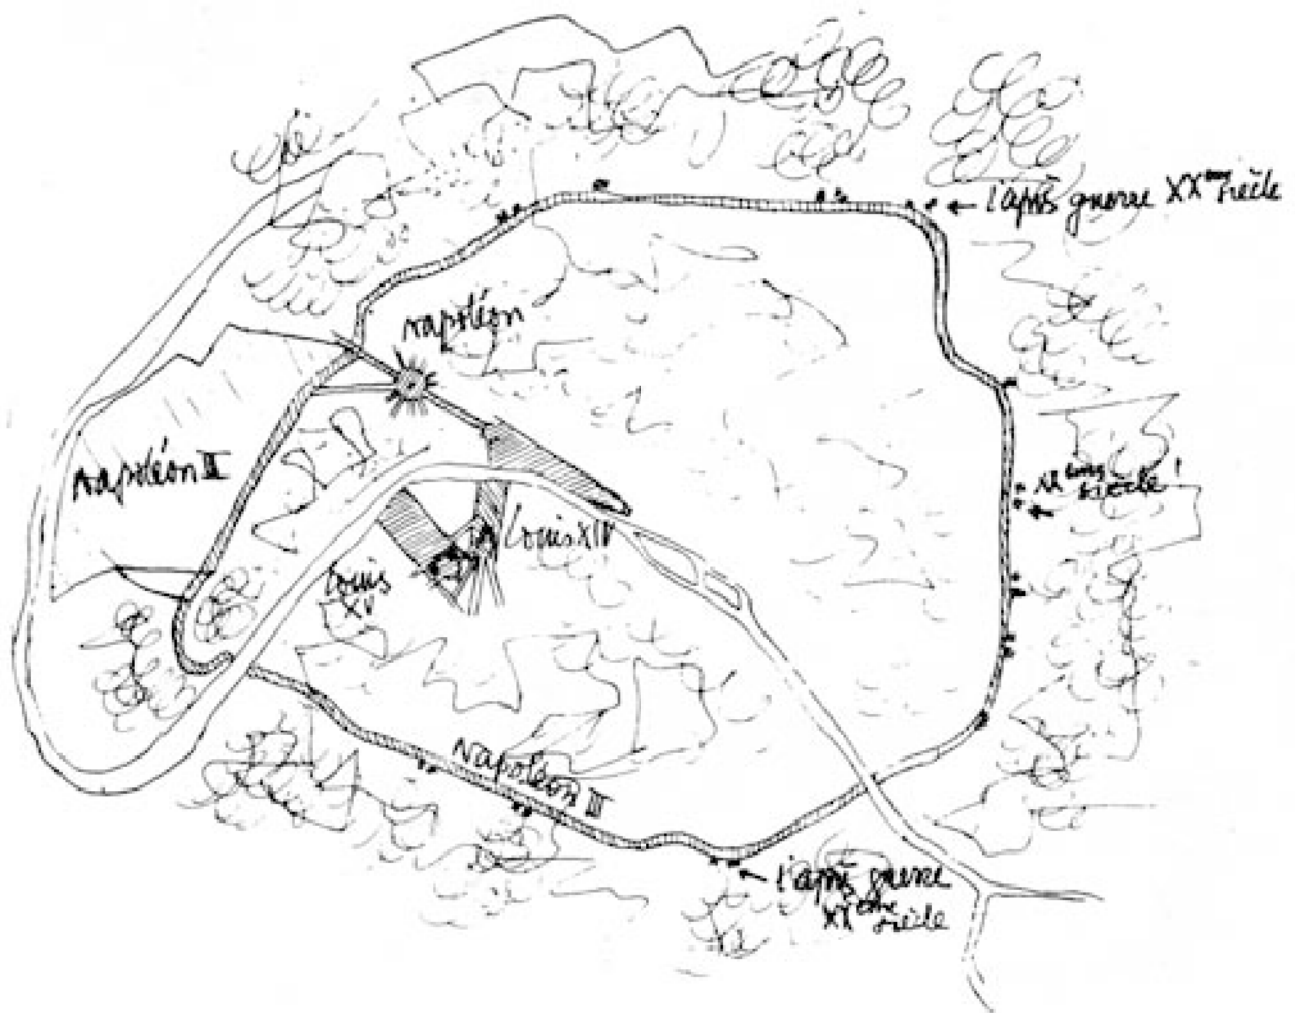 l'après guerre XXème siècle
napoléon
napoléon III
XXème
siècle !
Louis XIV
Louis
XV
Napoléon III
l'après guerre
XXème siècle